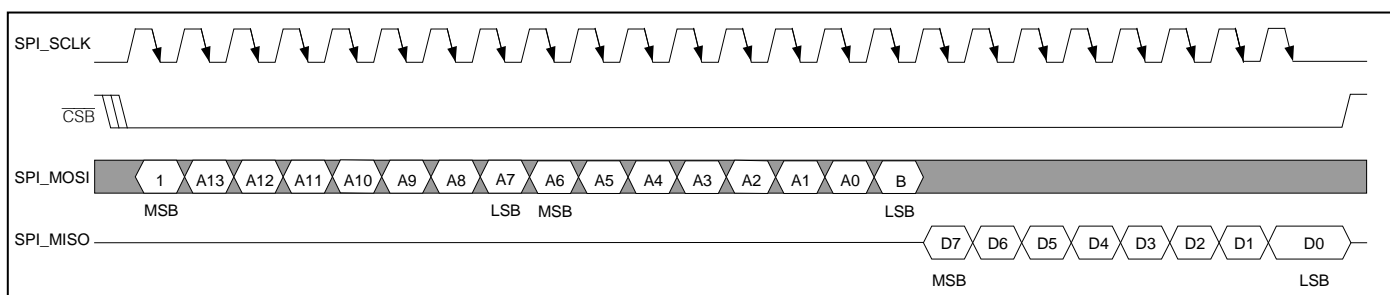 SPI_SCLK
CSB
SPI_MOSI 1 A13 A12 A11 A10 A9 A8 A7 A6 A5 A4 A3 A2 A1 A0 B
MSB LSB MSB LSB
SPI_MISO D7 D6 D5 D4 D3 D2 D1 D0
MSB LSB